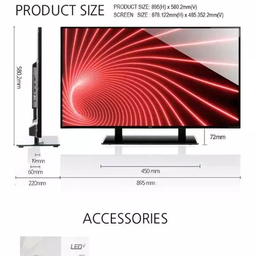 PRODUCT SIZE
PRODUCT SIZE: 895(H) x 580.2mm(V)
SCREEN SIZE : 878.122mm(H) x 485.352.2mm(V)
580.2mm
72mm
19mm
60mm
220mm
450 mm
895 mm
ACCESSORIES
LED